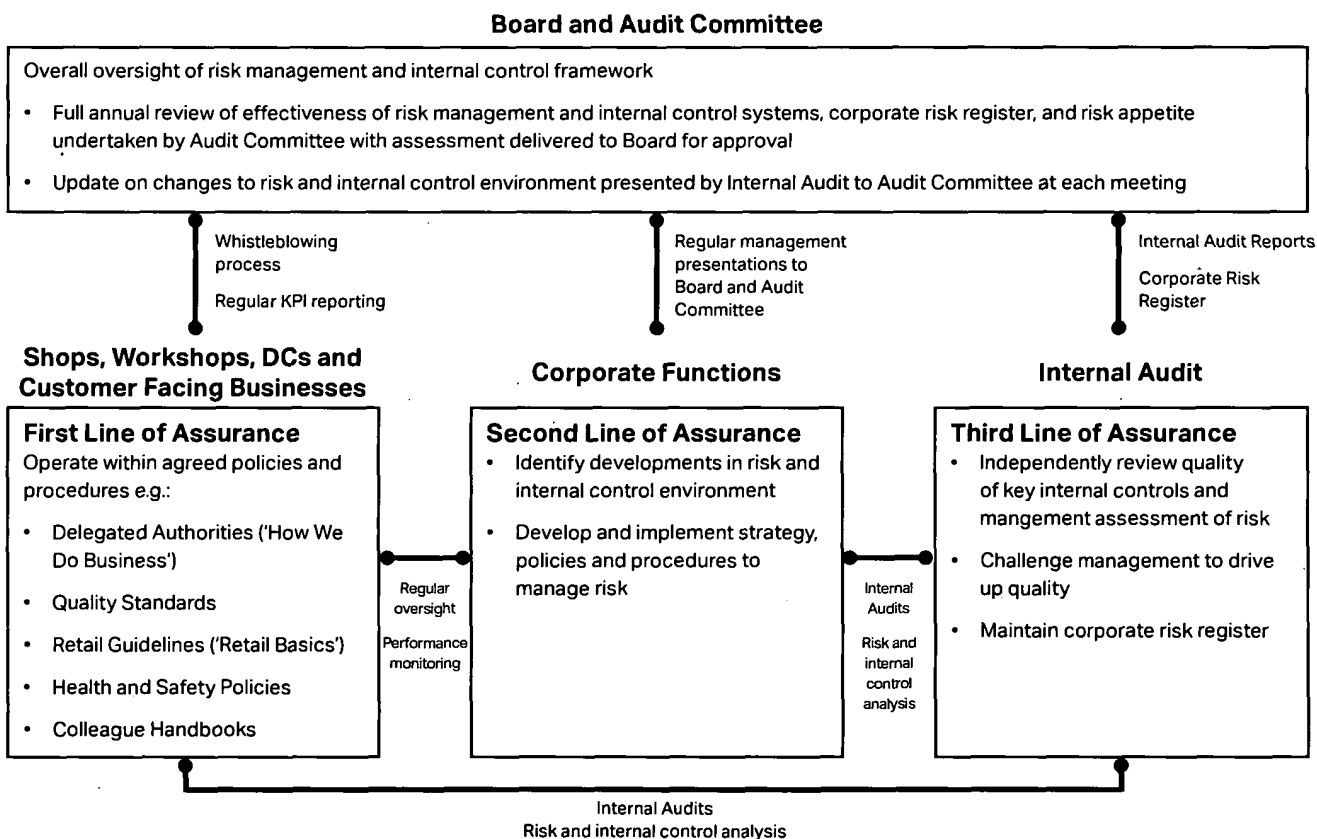 Board and Audit Committee
Overall oversight of risk management and internal control framework
• Full annual review of effectiveness of risk management and internal control systems, corporate risk register, and risk appetite
undertaken by Audit Committee with assessment delivered to Board for approval
• Update on changes to risk and internal control environment presented by Internal Audit to Audit Committee at each meeting
Whistleblowing
process
Regular KPI reporting
Regular management
presentations to
Board and Audit
Committee
Internal Audit Reports
Corporate Risk
Register
Shops, Workshops, DCs and
Customer Facing Businesses
First Line of Assurance
Operate within agreed policies and
procedures e.g.:
• Delegated Authorities ('How We
Do Business')
• Quality Standards
• Retail Guidelines ('Retail Basics')
• Health and Safety Policies
• Colleague Handbooks
Regular
oversight
Performance
monitoring
Corporate Functions
Second Line of Assurance
• Identify developments in risk and
internal control environment
• Develop and implement strategy,
policies and procedures to
manage risk
Internal
Audits
Risk and
internal
control
analysis
Internal Audit
Third Line of Assurance
• Independently review quality
of key internal controls and
mangement assessment of risk
• Challenge management to drive
up quality
• Maintain corporate risk register
Internal Audits
Risk and internal control analysis